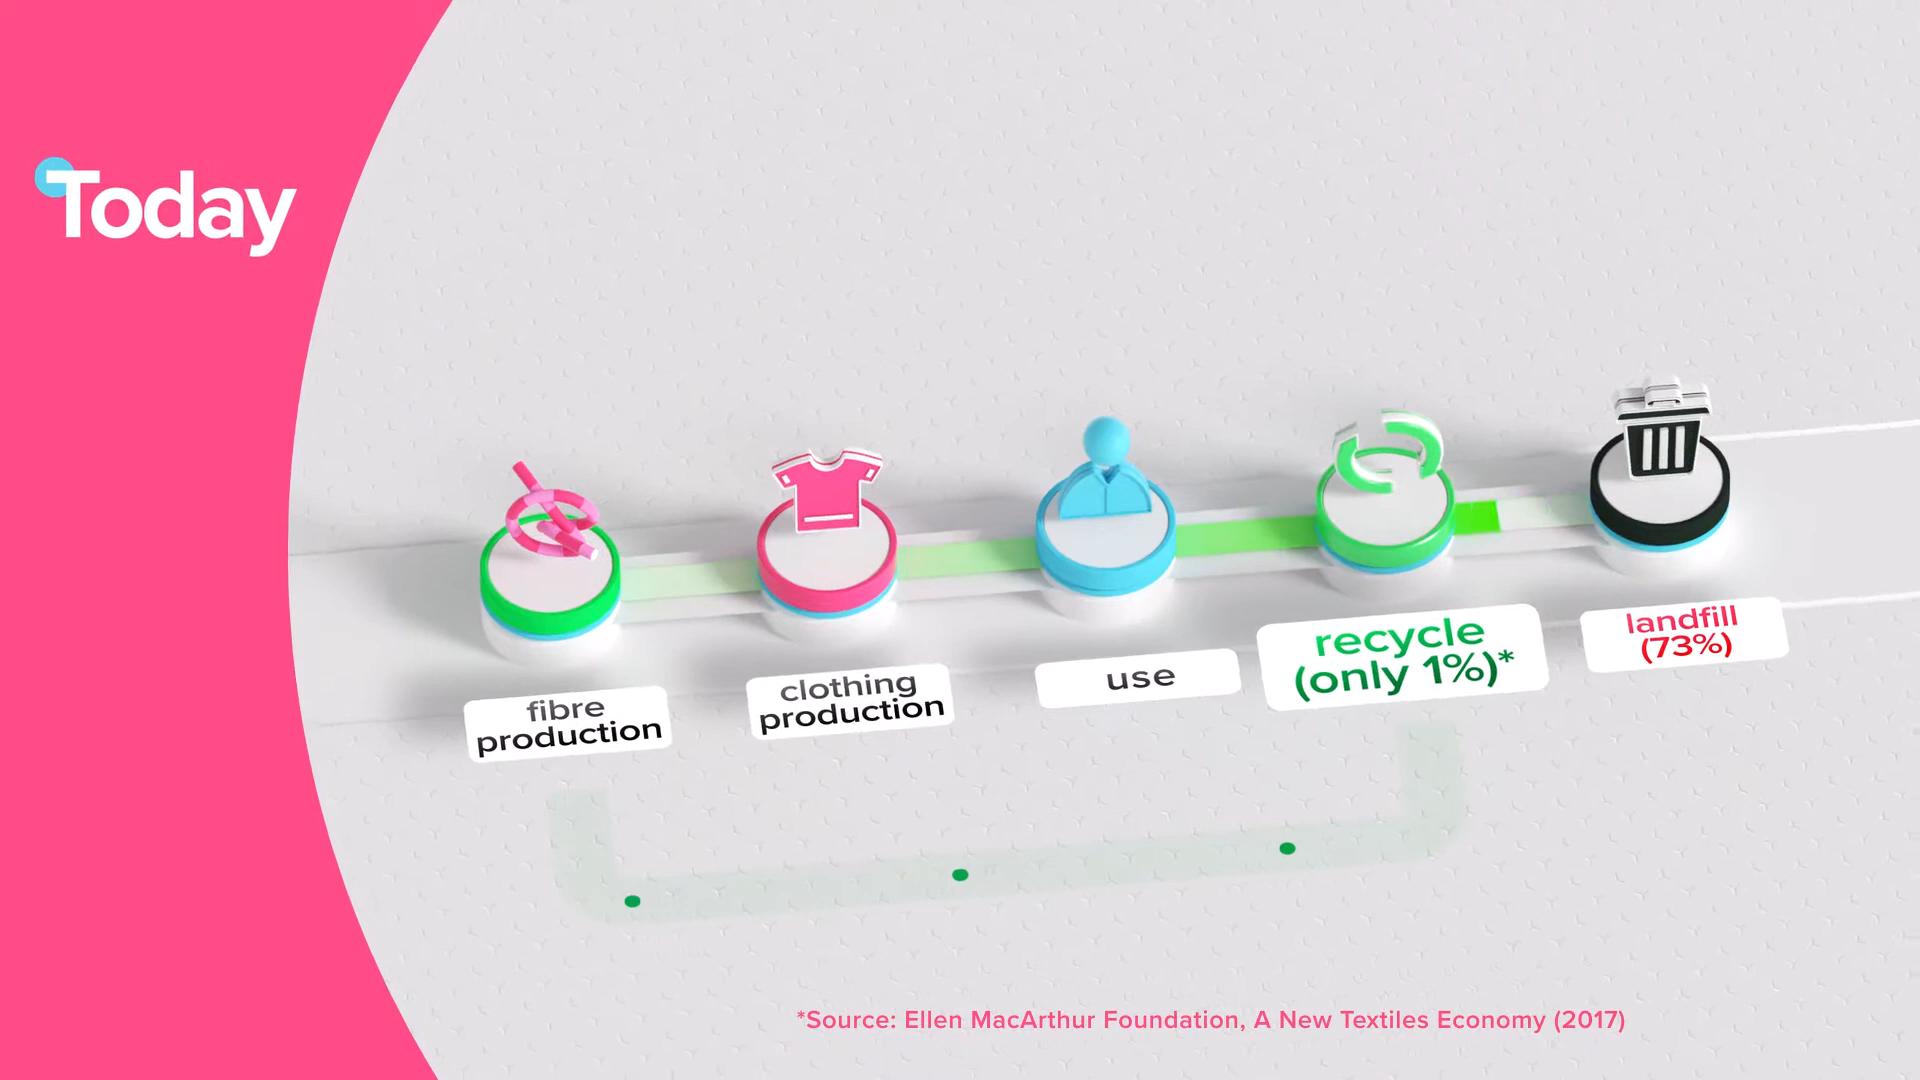 Today
fibre
production
clothing
production
use
recycle
(only 1%)*
landfill
(73%)
*Source: Ellen MacArthur Foundation, A New Textiles Economy (2017)